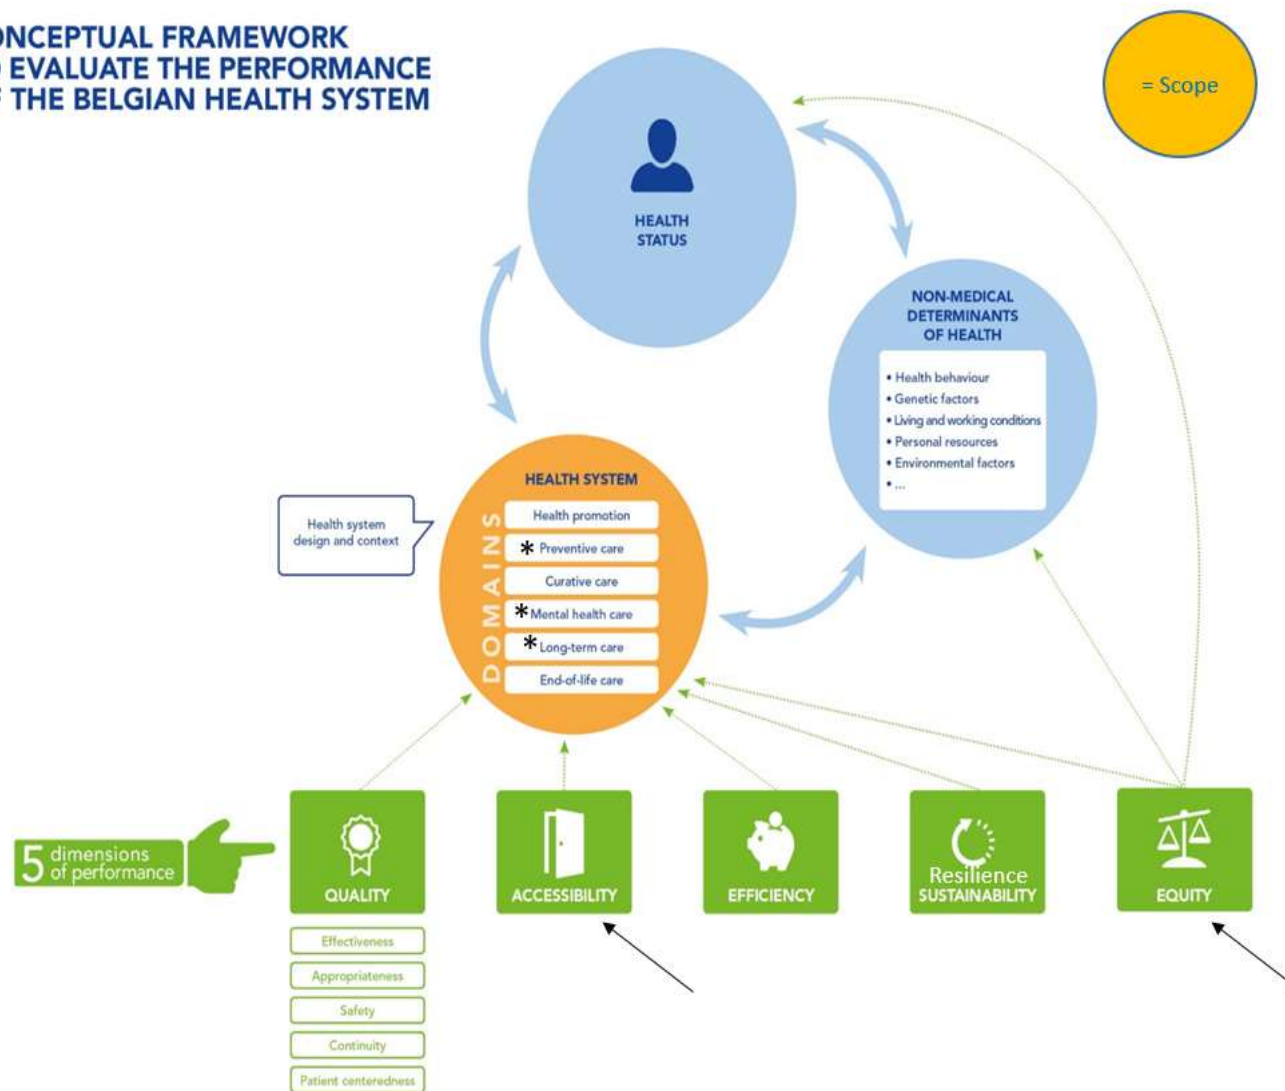 ONCEPTUAL FRAMEWORK
EVALUATE THE PERFORMANCE
THE BELGIAN HEALTH SYSTEM
= Scope
HEALTH
STATUS
NON-MEDICAL
DETERMINANTS
OF HEALTH
• Health behaviour
• Genetic factors
• Living and working conditions
• Personal resources
• Environmental factors
• ...
Health system
design and context
HEALTH SYSTEM
DOMAINS
Health promotion
* Preventive care
Curative care
* Mental health care
* Long-term care
End-of-life care
5 dimensions
of performance
QUALITY
ACCESSIBILITY
EFFICIENCY
Resilience
SUSTAINABILITY
EQUITY
Effectiveness
Appropriateness
Safety
Continuity
Patient centeredness